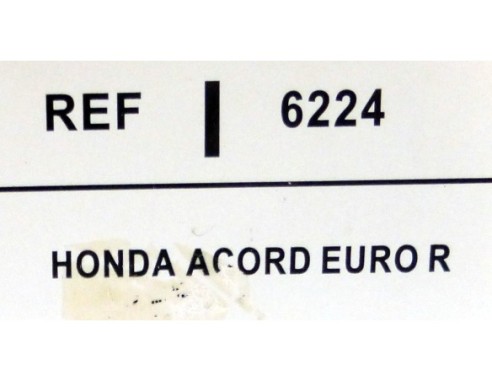 REF | 6224
HONDA ACORD EURO R